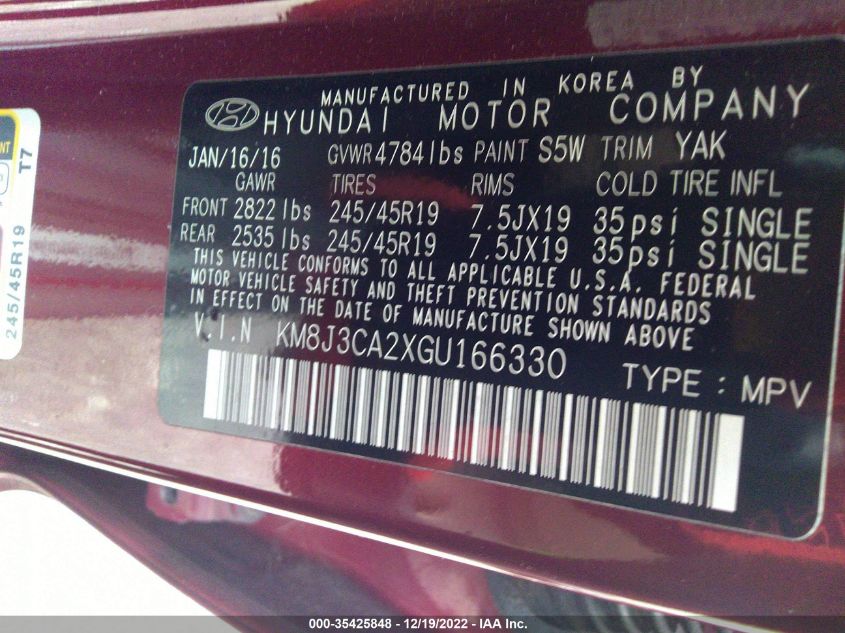 MANUFACTURED IN KOREA BY
HYUNDAI MOTOR COMPANY
JAN/16/16 GVWR 4784 lbs PAINT S5W TRIM YAK
GAWR TIRES RIMS COLD TIRE INFL
FRONT 2822 lbs 245/45R19 7.5JX19 35psi SINGLE
REAR 2535 lbs 245/45R19 7.5JX19 35psi SINGLE
THIS VEHICLE CONFORMS TO ALL APPLICABLE U.S.A. FEDERAL
MOTOR VEHICLE SAFETY AND THEFT PREVENTION STANDARDS
IN EFFECT ON THE DATE OF MANUFACTURE SHOWN ABOVE
V.I.N KM8J3CA2XGU166330
TYPE : MPV
245/45R19 T7
000-35425848 - 12/19/2022 - IAA Inc.